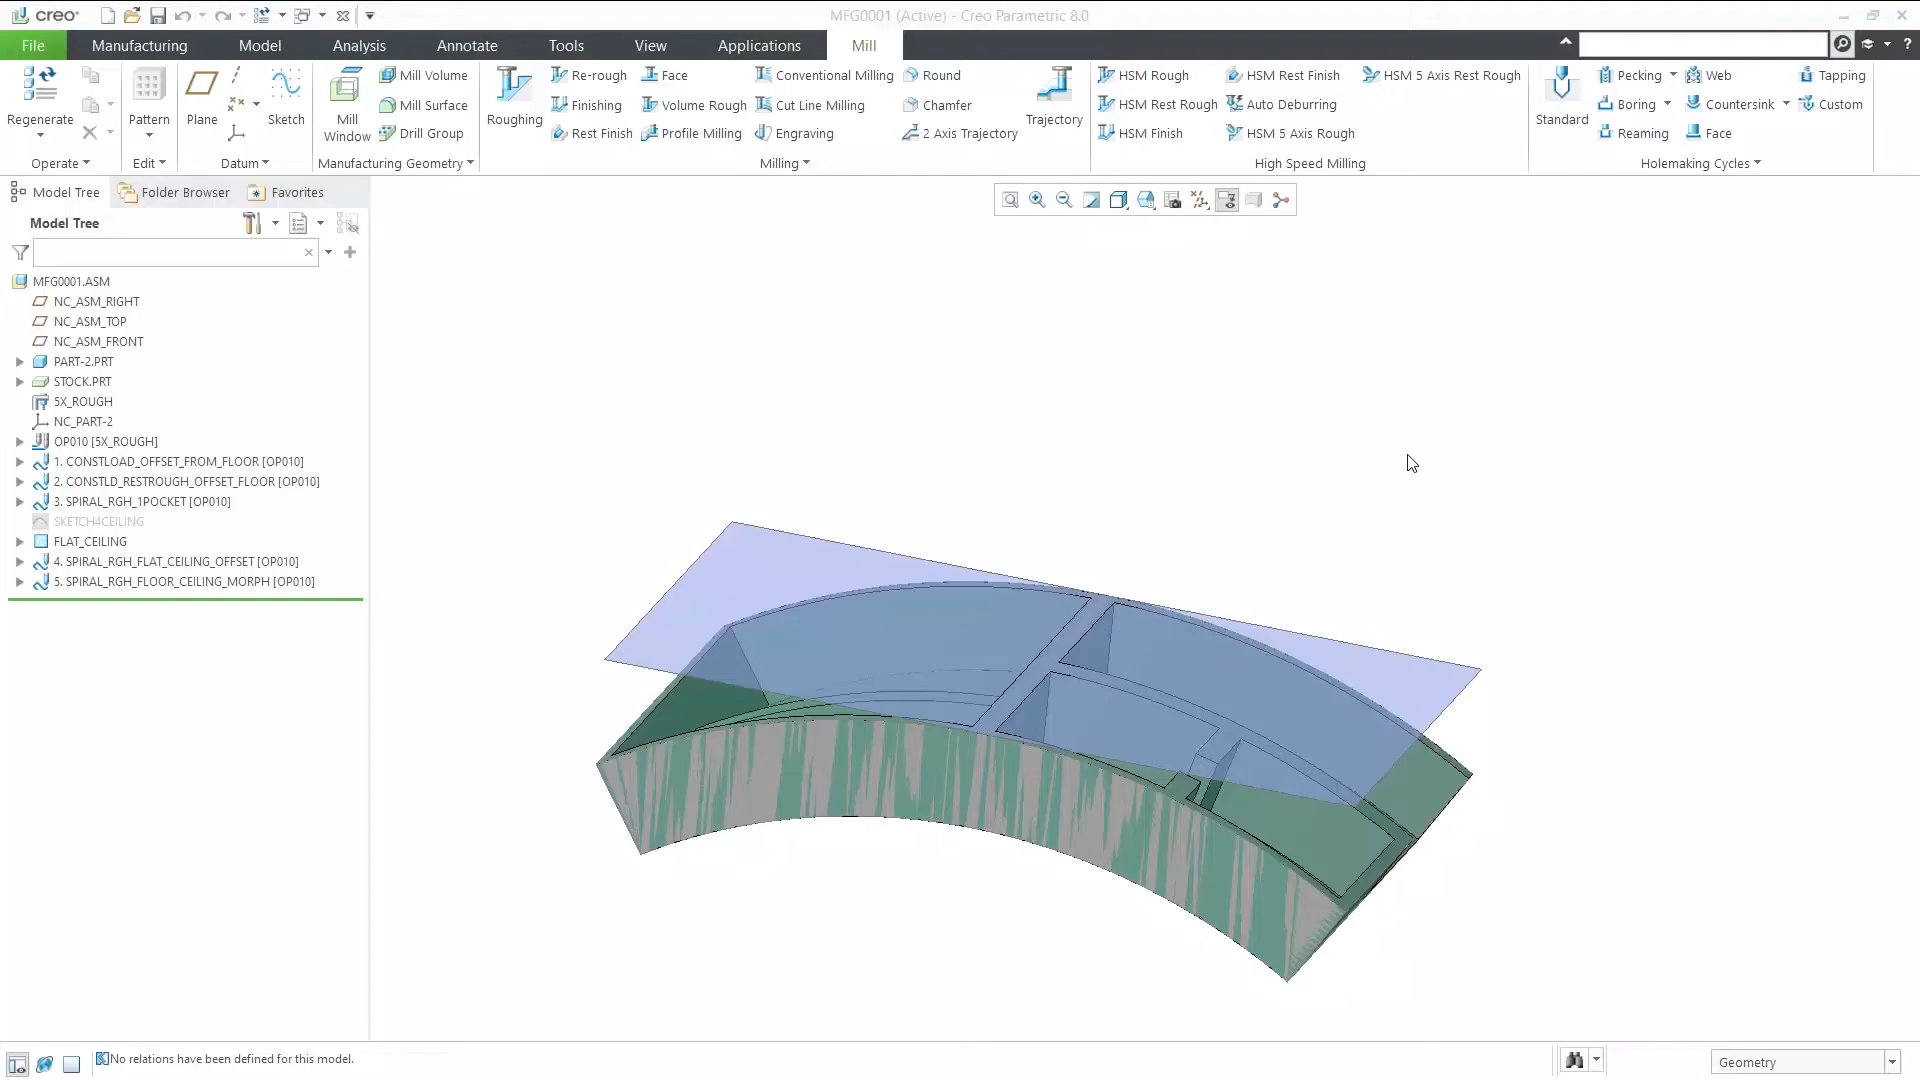 creo
MFG0001 (Active) - Creo Parametric 8.0
File Manufacturing Model Analysis Annotate Tools View Applications Mill
Regenerate
Operate
Pattern
Edit
Plane
Sketch
Datum
Mill Window
Mill Volume
Mill Surface
Drill Group
Manufacturing Geometry
Roughing
Re-rough
Finishing
Rest Finish
Face
Volume Rough
Profile Milling
Conventional Milling
Cut Line Milling
Engraving
Round
Chamfer
2 Axis Trajectory
Trajectory
Milling
HSM Rough
HSM Rest Rough
HSM Finish
HSM Rest Finish
Auto Deburring
HSM 5 Axis Rough
HSM 5 Axis Rest Rough
High Speed Milling
Standard
Pecking
Boring
Reaming
Web
Countersink
Face
Tapping
Custom
Holemaking Cycles
Model Tree Folder Browser Favorites
Model Tree
MFG0001.ASM
NC_ASM_RIGHT
NC_ASM_TOP
NC_ASM_FRONT
PART-2.PRT
STOCK.PRT
5X_ROUGH
NC_PART-2
OP010 [5X_ROUGH]
1. CONSTLOAD_OFFSET_FROM_FLOOR [OP010]
2. CONSTLD_RESTROUGH_OFFSET_FLOOR [OP010]
3. SPIRAL_RGH_1POCKET [OP010]
SKETCH4CEILING
FLAT_CEILING
4. SPIRAL_RGH_FLAT_CEILING_OFFSET [OP010]
5. SPIRAL_RGH_FLOOR_CEILING_MORPH [OP010]
No relations have been defined for this model.
Geometry